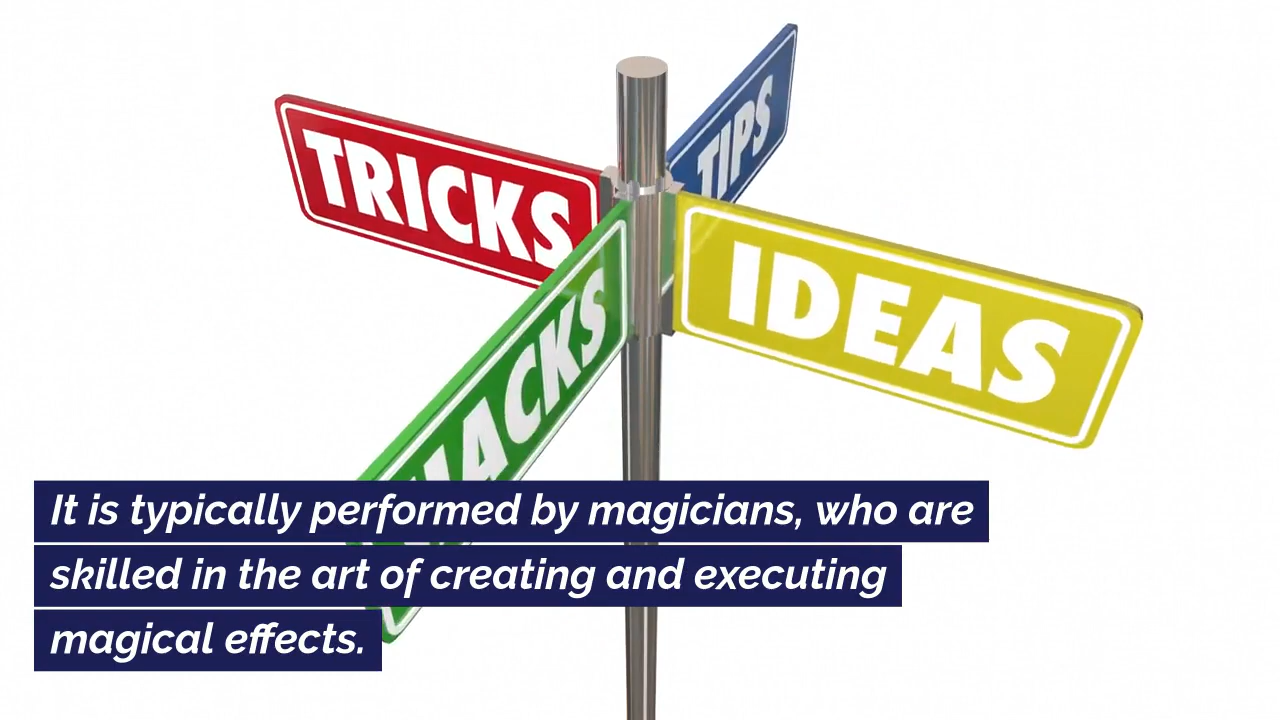 TIPS
TRICKS
IDEAS
HACKS
It is typically performed by magicians, who are
skilled in the art of creating and executing
magical effects.